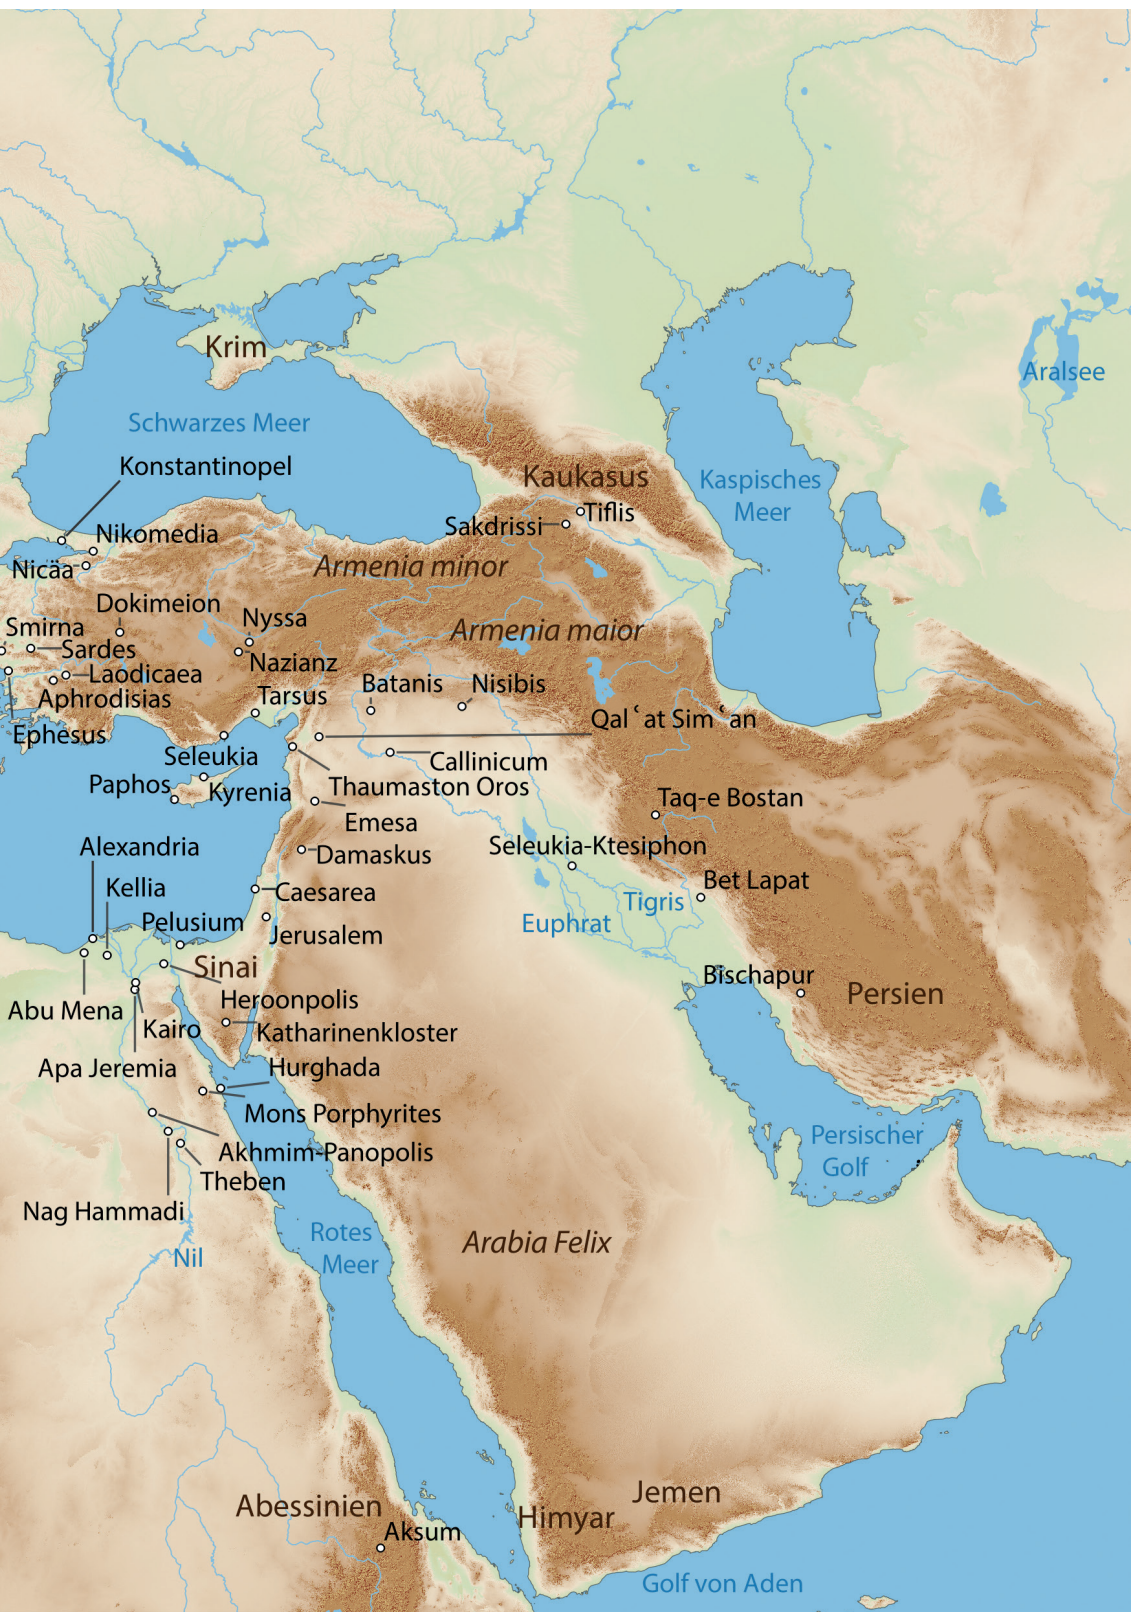 Krim
Aralsee
Schwarzes Meer
Konstantinopel
Kaukasus
Kaspisches
Meer
Tiflis
Sakdrissi
Nikomedia
Nicäa
Armenia minor
Dokimeion
Nyssa
Smirna
Armenia maior
Sardes
Nazianz
Laodicaea
Batanis
Nisibis
Aphrodisias
Tarsus
Qalʿat Simʿan
Ephesus
Seleukia
Callinicum
Paphos
Kyrenia
Thaumaston Oros
Taq-e Bostan
Emesa
Alexandria
Seleukia-Ktesiphon
Damaskus
Kellia
Caesarea
Bet Lapat
Tigris
Pelusium
Euphrat
Jerusalem
Sinai
Bischapur
Persien
Heroonpolis
Abu Mena
Kairo
Katharinenkloster
Apa Jeremia
Hurghada
Mons Porphyrites
Persischer
Golf
Akhmim-Panopolis
Theben
Nag Hammadi
Rotes
Meer
Arabia Felix
Nil
Jemen
Abessinien
Himyar
Aksum
Golf von Aden